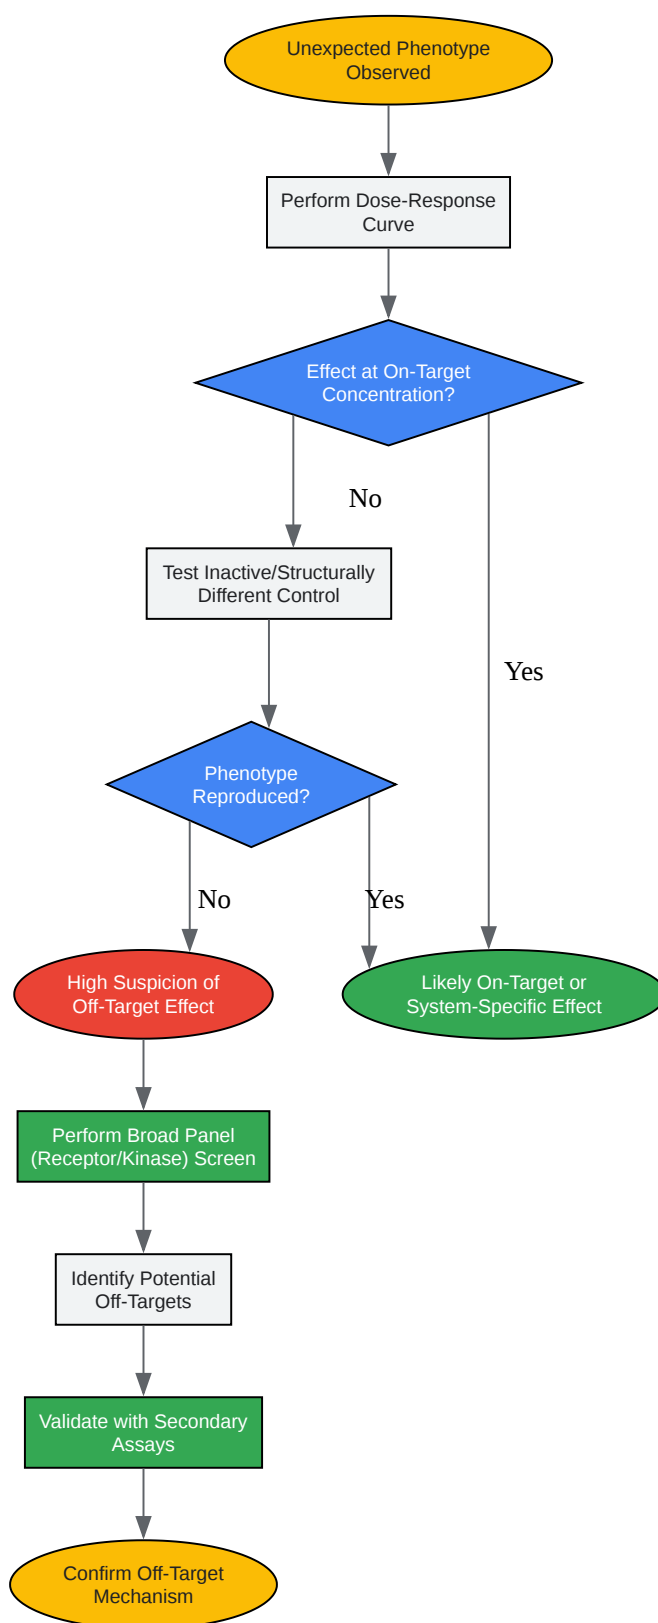 Unexpected Phenotype
Observed
Perform Dose-Response
Curve
Effect at On-Target
Concentration?
No
Test Inactive/Structurally
Different Control
Yes
Phenotype
Reproduced?
No
Yes
High Suspicion of
Off-Target Effect
Likely On-Target or
System-Specific Effect
Perform Broad Panel
(Receptor/Kinase) Screen
Identify Potential
Off-Targets
Validate with Secondary
Assays
Confirm Off-Target
Mechanism